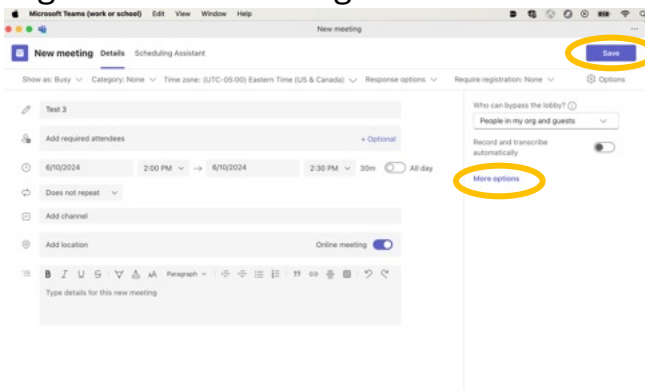 Microsoft Teams (work or school) Edit View Window Help
New meeting
New meeting Details Scheduling Assistant
Save
Show as: Busy Category: None Time zone: (UTC-05:00) Eastern Time (US & Canada) Response options Require registration: None Options
Test 3
Add required attendees + Optional
6/10/2024 2:00 PM → 6/10/2024 2:30 PM 30m All day
Does not repeat
Add channel
Add location Online meeting
B I U S AA Paragraph
Type details for this new meeting
Who can bypass the lobby?
People in my org and guests
Record and transcribe
automatically
More options